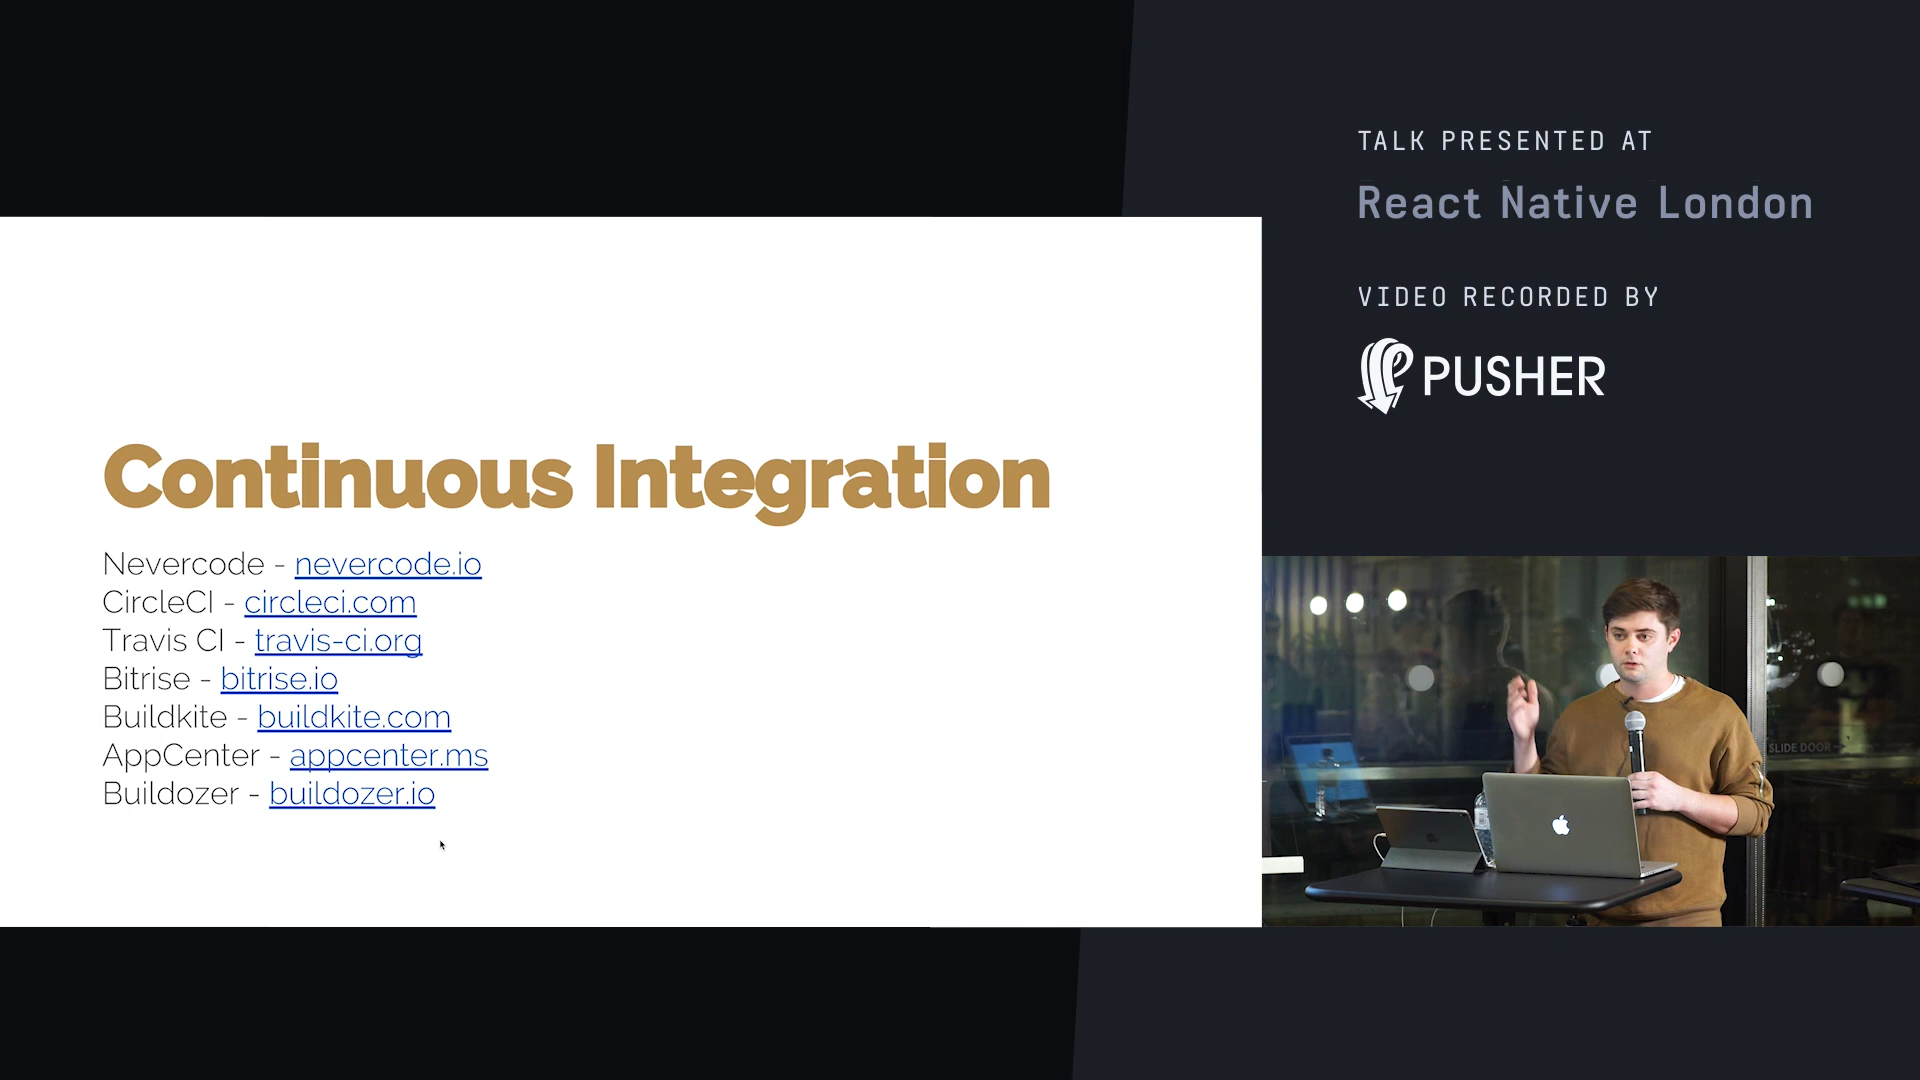 TALK PRESENTED AT
React Native London
VIDEO RECORDED BY
PUSHER
Continuous Integration
Nevercode - nevercode.io
CircleCI - circleci.com
Travis CI - travis-ci.org
Bitrise - bitrise.io
Buildkite - buildkite.com
AppCenter - appcenter.ms
Buildozer - buildozer.io
SLIDE DOOR